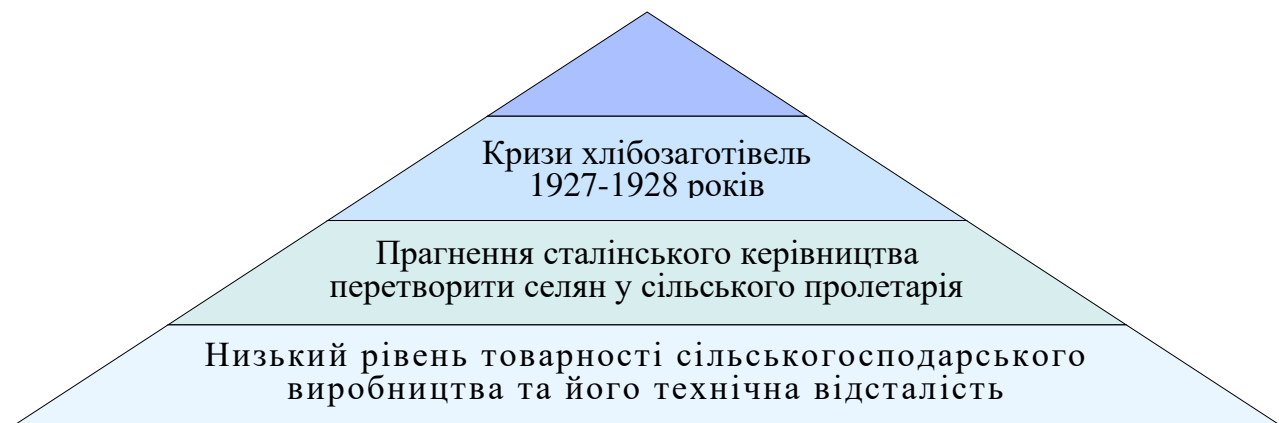 Кризи хлібозаготівель
1927-1928 років
Прагнення сталінського керівництва
перетворити селян у сільського пролетарія
Низький рівень товарності сільськогосподарського
виробництва та його технічна відсталість